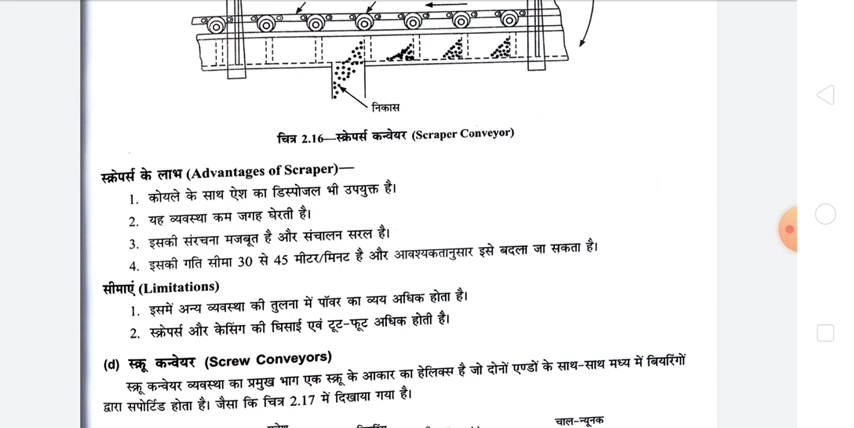 निकास
चित्र 2.16—स्क्रेपर्स कन्वेयर (Scraper Conveyor)
स्क्रेपर्स के लाभ (Advantages of Scraper)—
1. कोयले के साथ ऐश का डिस्पोजल भी उपयुक्त है।
2. यह व्यवस्था कम जगह घेरती है।
3. इसकी संरचना मजबूत है और संचालन सरल है।
4. इसकी गति सीमा 30 से 45 मीटर/मिनट है और आवश्यकतानुसार इसे बदला जा सकता है।
सीमाएं (Limitations)
1. इसमें अन्य व्यवस्था की तुलना में पॉवर का व्यय अधिक होता है।
2. स्क्रेपर्स और केसिंग की घिसाई एवं टूट-फूट अधिक होती है।
(d) स्क्रू कन्वेयर (Screw Conveyors)
स्क्रू कन्वेयर व्यवस्था का प्रमुख भाग एक स्क्रू के आकार का हेलिक्स है जो दोनों एण्डों के साथ-साथ मध्य में बियरिंगों
द्वारा सपोर्टिड होता है। जैसा कि चित्र 2.17 में दिखाया गया है।
चाल-न्यूनक